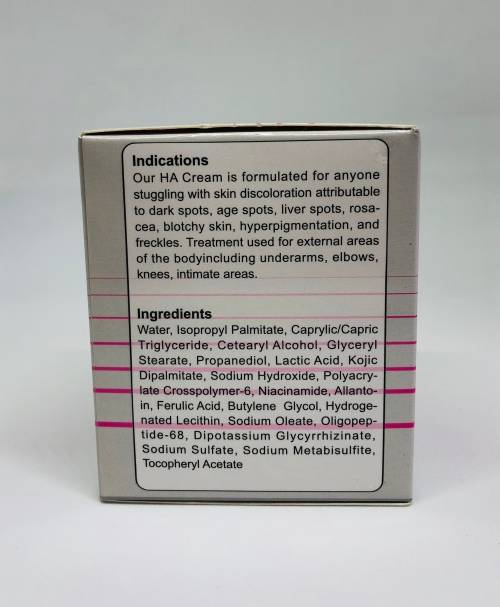 Indications
Our HA Cream is formulated for anyone
stuggling with skin discoloration attributable
to dark spots, age spots, liver spots, rosa-
cea, blotchy skin, hyperpigmentation, and
freckles. Treatment used for external areas
of the bodyincluding underarms, elbows,
knees, intimate areas.
Ingredients
Water, Isopropyl Palmitate, Caprylic/Capric
Triglyceride, Cetearyl Alcohol, Glyceryl
Stearate, Propanediol, Lactic Acid, Kojic
Dipalmitate, Sodium Hydroxide, Polyacry-
late Crosspolymer-6, Niacinamide, Allanto-
in, Ferulic Acid, Butylene Glycol, Hydroge-
nated Lecithin, Sodium Oleate, Oligopep-
tide-68, Dipotassium Glycyrrhizinate,
Sodium Sulfate, Sodium Metabisulfite,
Tocopheryl Acetate